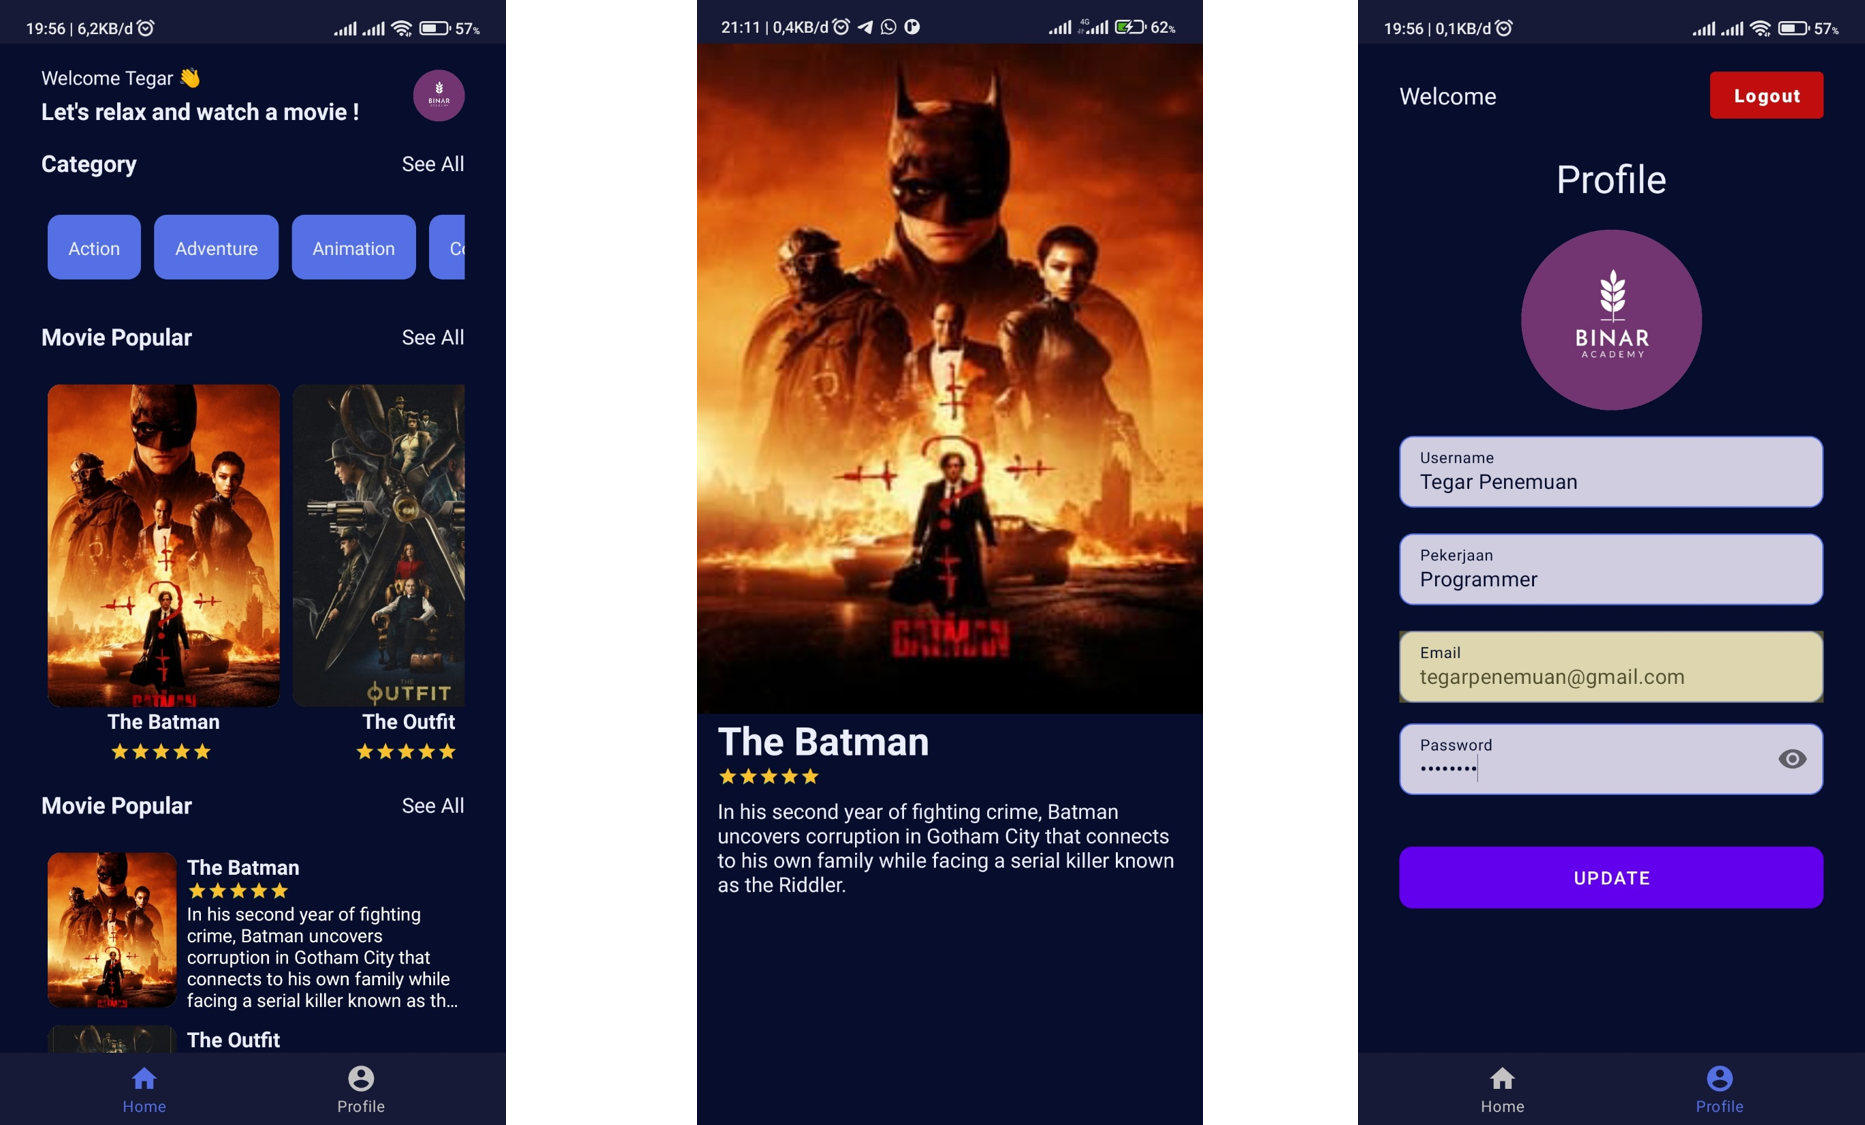 19:56 | 6,2KB/d
57%
Welcome Tegar 👋
Let's relax and watch a movie !
BINAR
Category
See All
Action
Adventure
Animation
Movie Popular
See All
THE
OUTFIT
BATMAN
The Batman
The Outfit
Movie Popular
See All
The Batman
In his second year of fighting
crime, Batman uncovers
corruption in Gotham City that
connects to his own family while
facing a serial killer known as th...
The Outfit
Home
Profile
21:11 | 0,4KB/d
4G
62%
BATMAN
The Batman
In his second year of fighting crime, Batman
uncovers corruption in Gotham City that connects
to his own family while facing a serial killer known
as the Riddler.
19:56 | 0,1KB/d
57%
Welcome
Logout
Profile
BINAR
ACADEMY
Username
Tegar Penemuan
Pekerjaan
Programmer
Email
tegarpenemuan@gmail.com
Password
••••••••
UPDATE
Home
Profile